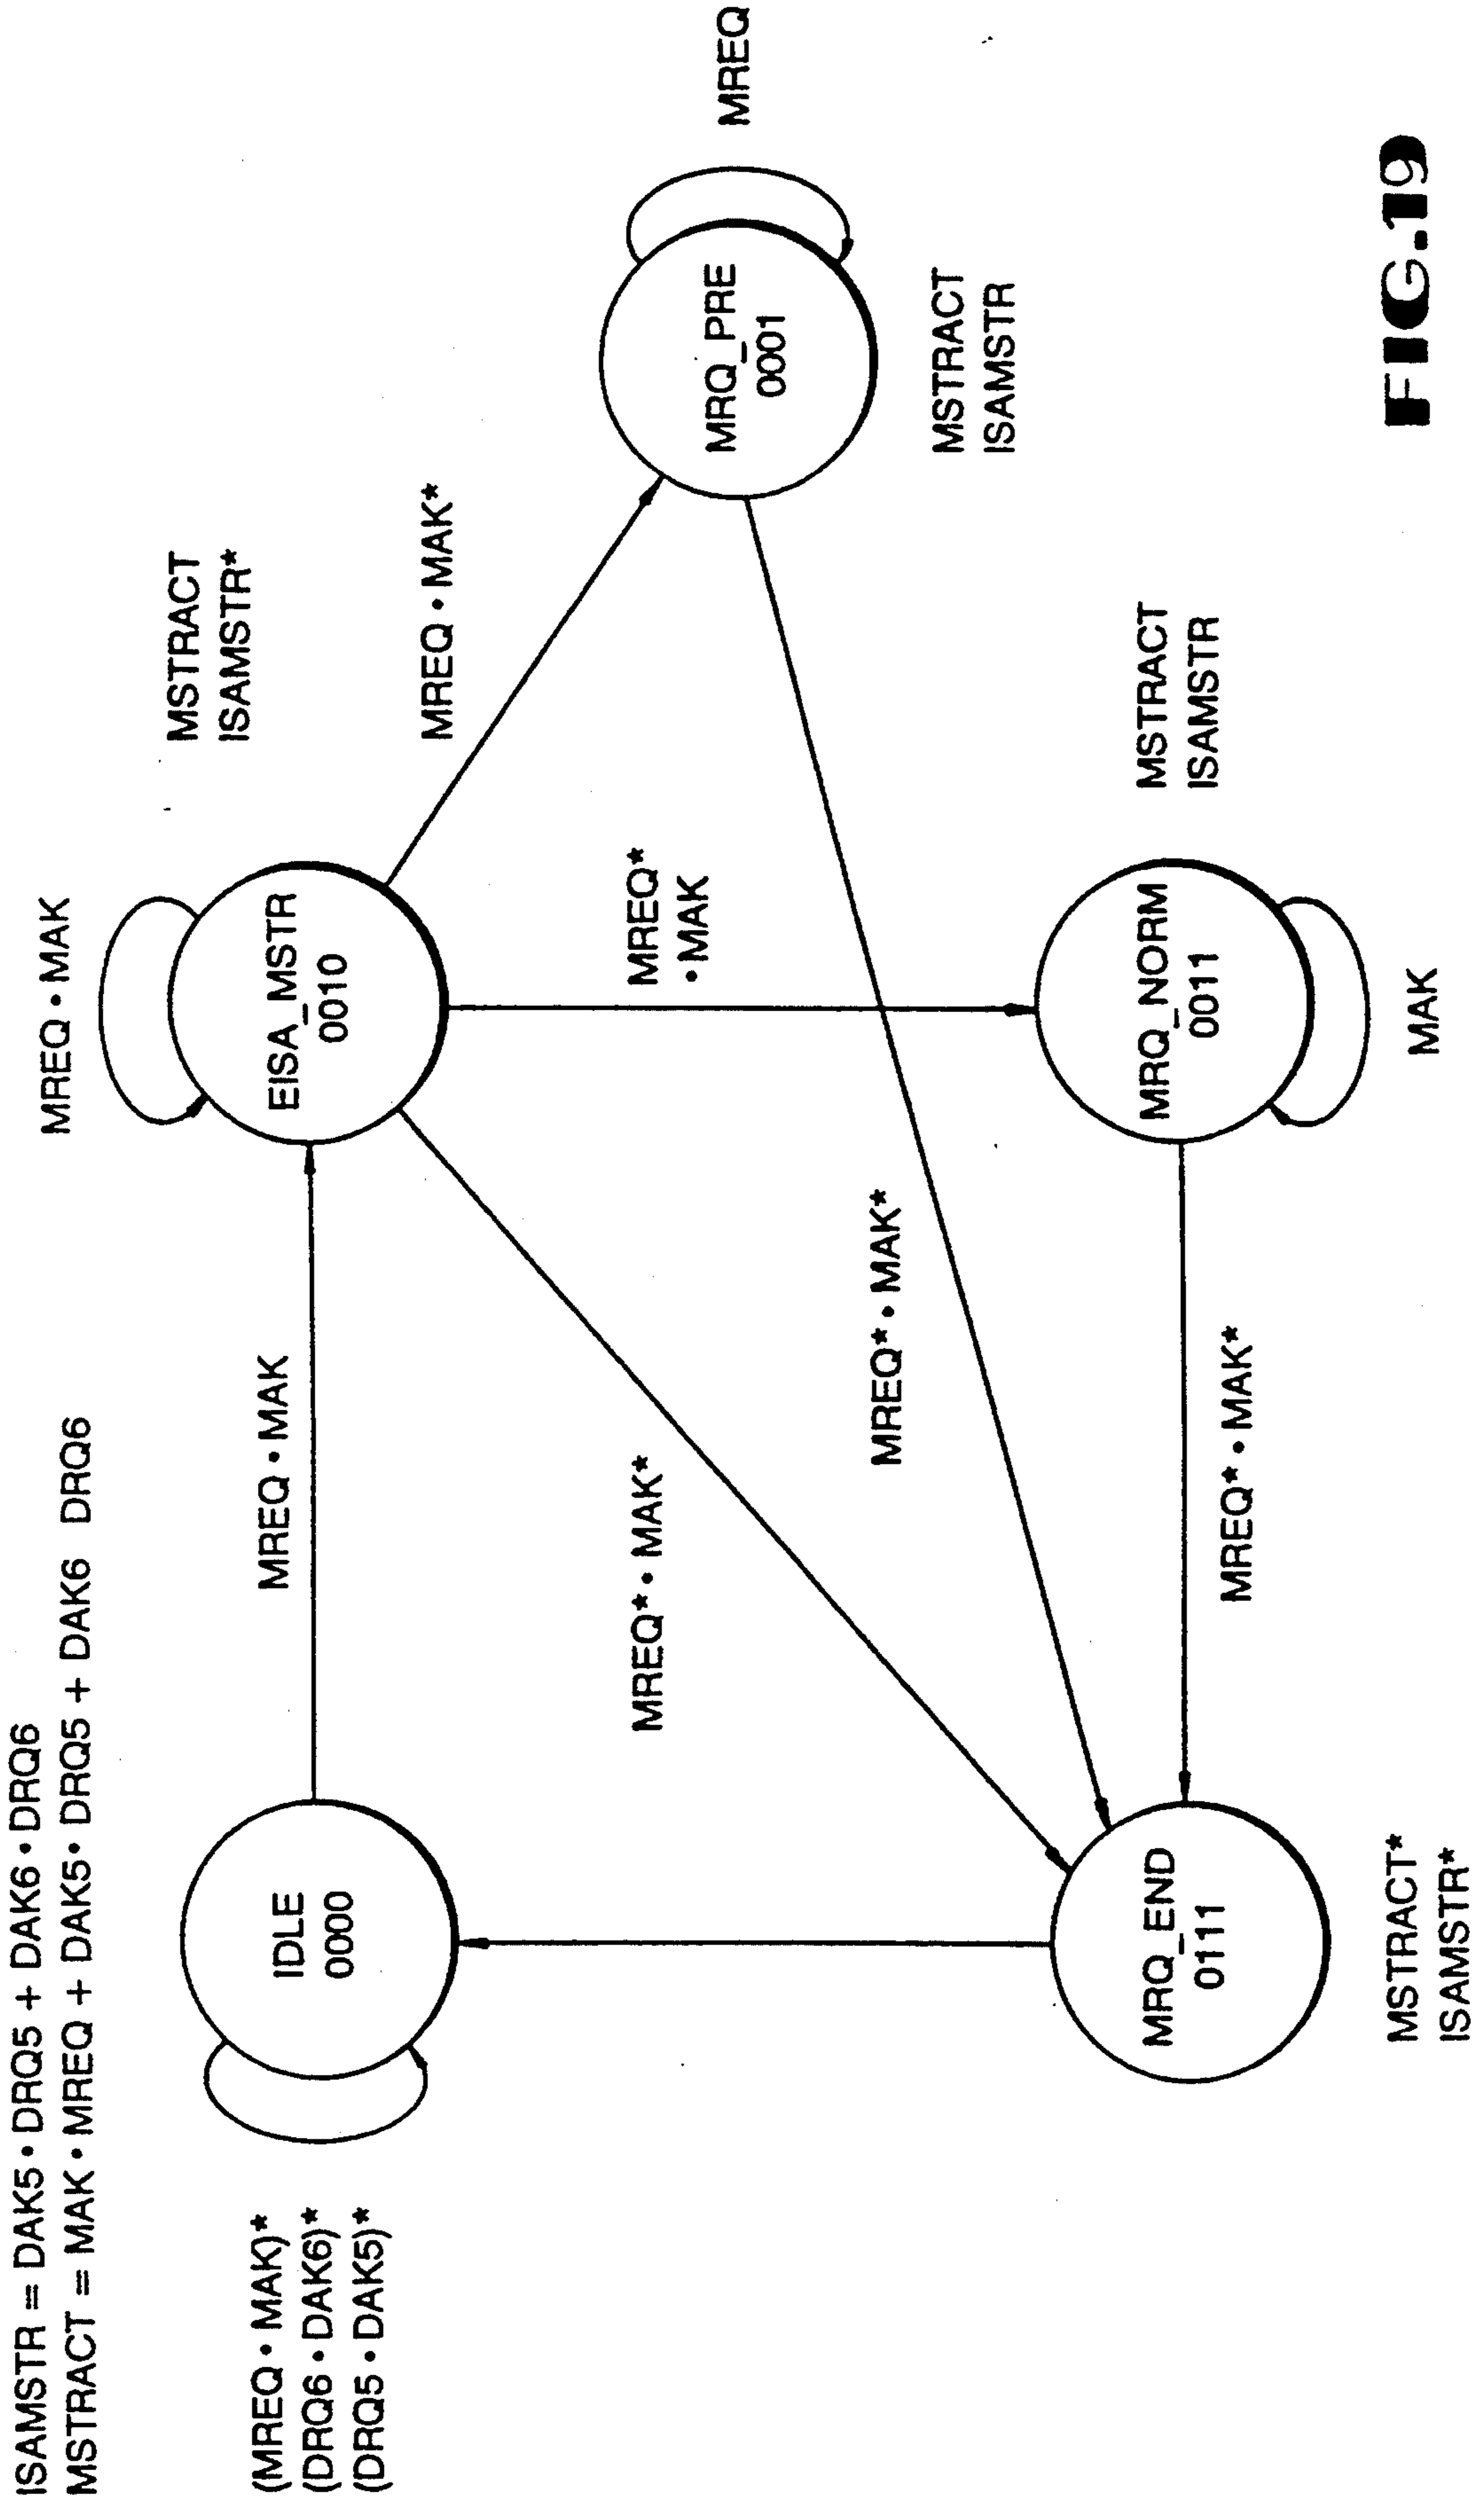 ISAMSTR = DAK5•DRQ5 + DAK6•DRQ6
MSTRACT = MAK•MREQ + DAK5•DRQ5 + DAK6 DRQ6
MREQ•MAK
(MREQ•MAK)*
(DRQ6•DAK6)*
(DRQ5•DAK5)*
IDLE
0000
MREQ•MAK
EISA_MSTR
0010
MSTRACT
ISAMSTR*
MREQ•MAK*
MREQ*•MAK*
MREQ*
•MAK
MRQ_PRE
0001
MREQ
MREQ*•MAK*
MSTRACT
ISAMSTR
MRQ_END
0111
MREQ*•MAK*
MRQ_NORM
0011
MSTRACT
ISAMSTR
MSTRACT*
ISAMSTR*
MAK
FIG.19